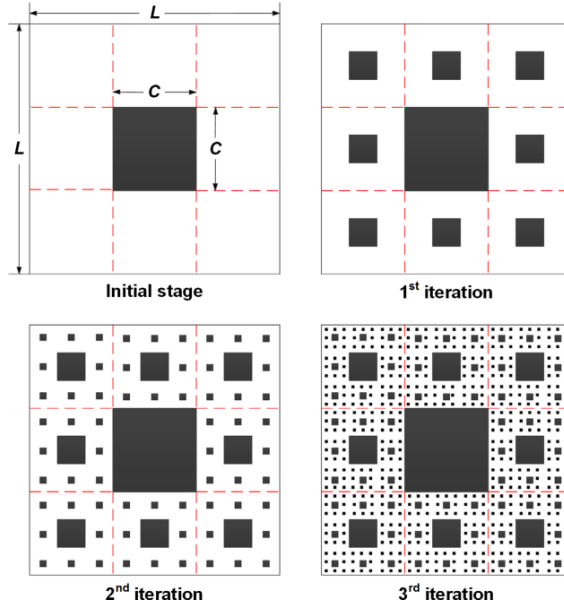 L
C
L
C
Initial stage
1st iteration
2nd iteration
3rd iteration